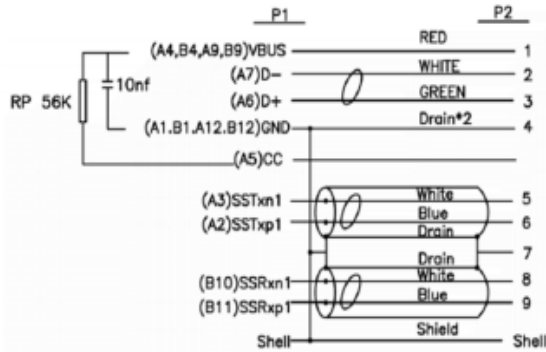 P1 P2
(A4,B4,A9,B9)VBUS RED 1
(A7)D- WHITE 2
10nf
RP 56K
(A6)D+ GREEN 3
(A1.B1.A12.B12)GND Drain*2 4
(A5)CC
(A3)SSTxn1 White 5
(A2)SSTxp1 Blue 6
Drain
7
Drain
(B10)SSRxn1 White 8
(B11)SSRxp1 Blue 9
Shield
Shell Shell